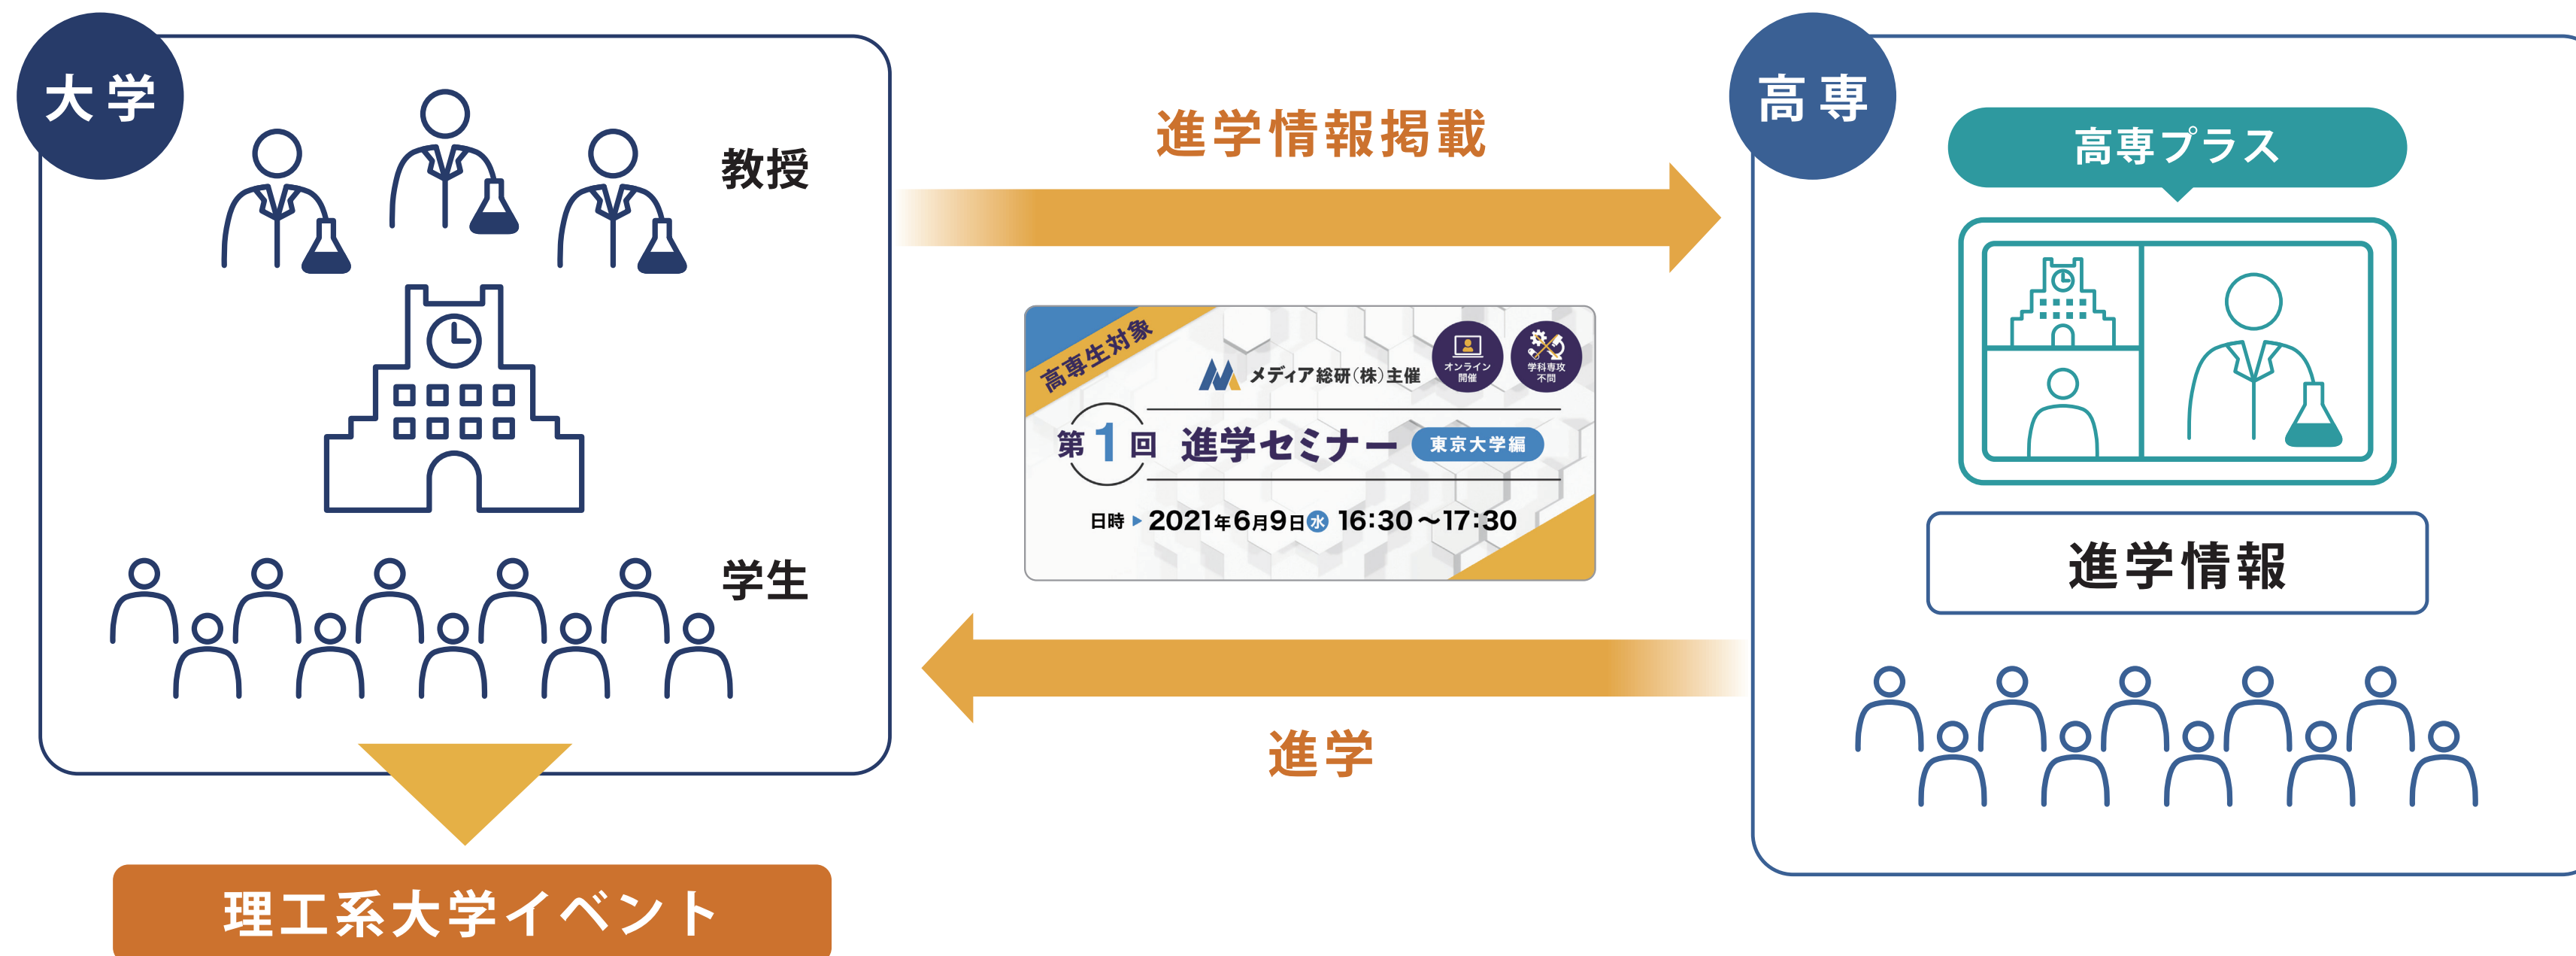 大学
教授
学生
理工系大学イベント
進学情報掲載
高専生対象
メディア総研(株)主催
オンライン
開催
学科専攻
不問
第1回 進学セミナー 東京大学編
日時 ▶ 2021年6月9日 水 16:30〜17:30
進学
高専
高専プラス
進学情報